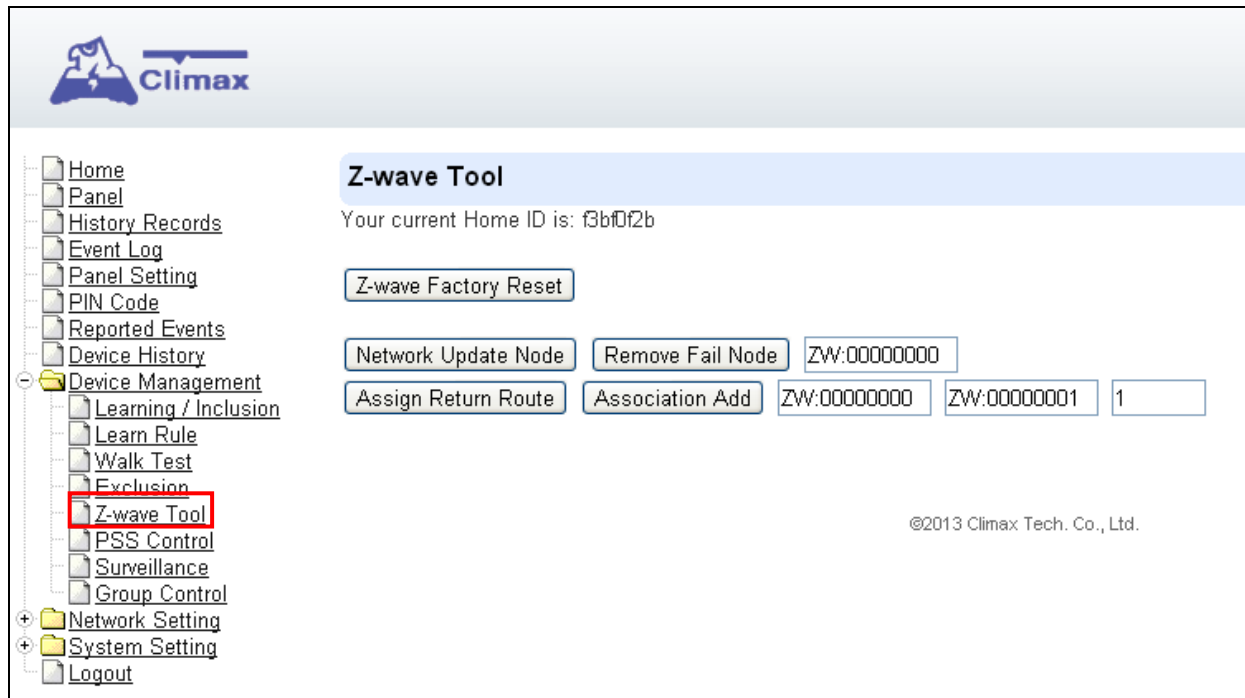 Climax
Home
Panel
History Records
Event Log
Panel Setting
PIN Code
Reported Events
Device History
Device Management
Learning / Inclusion
Learn Rule
Walk Test
Exclusion
Z-wave Tool
PSS Control
Surveillance
Group Control
Network Setting
System Setting
Logout
Z-wave Tool
Your current Home ID is: f3bf0f2b
Z-wave Factory Reset
Network Update Node Remove Fail Node ZW:00000000
Assign Return Route Association Add ZW:00000000 ZW:00000001 1
©2013 Climax Tech. Co., Ltd.